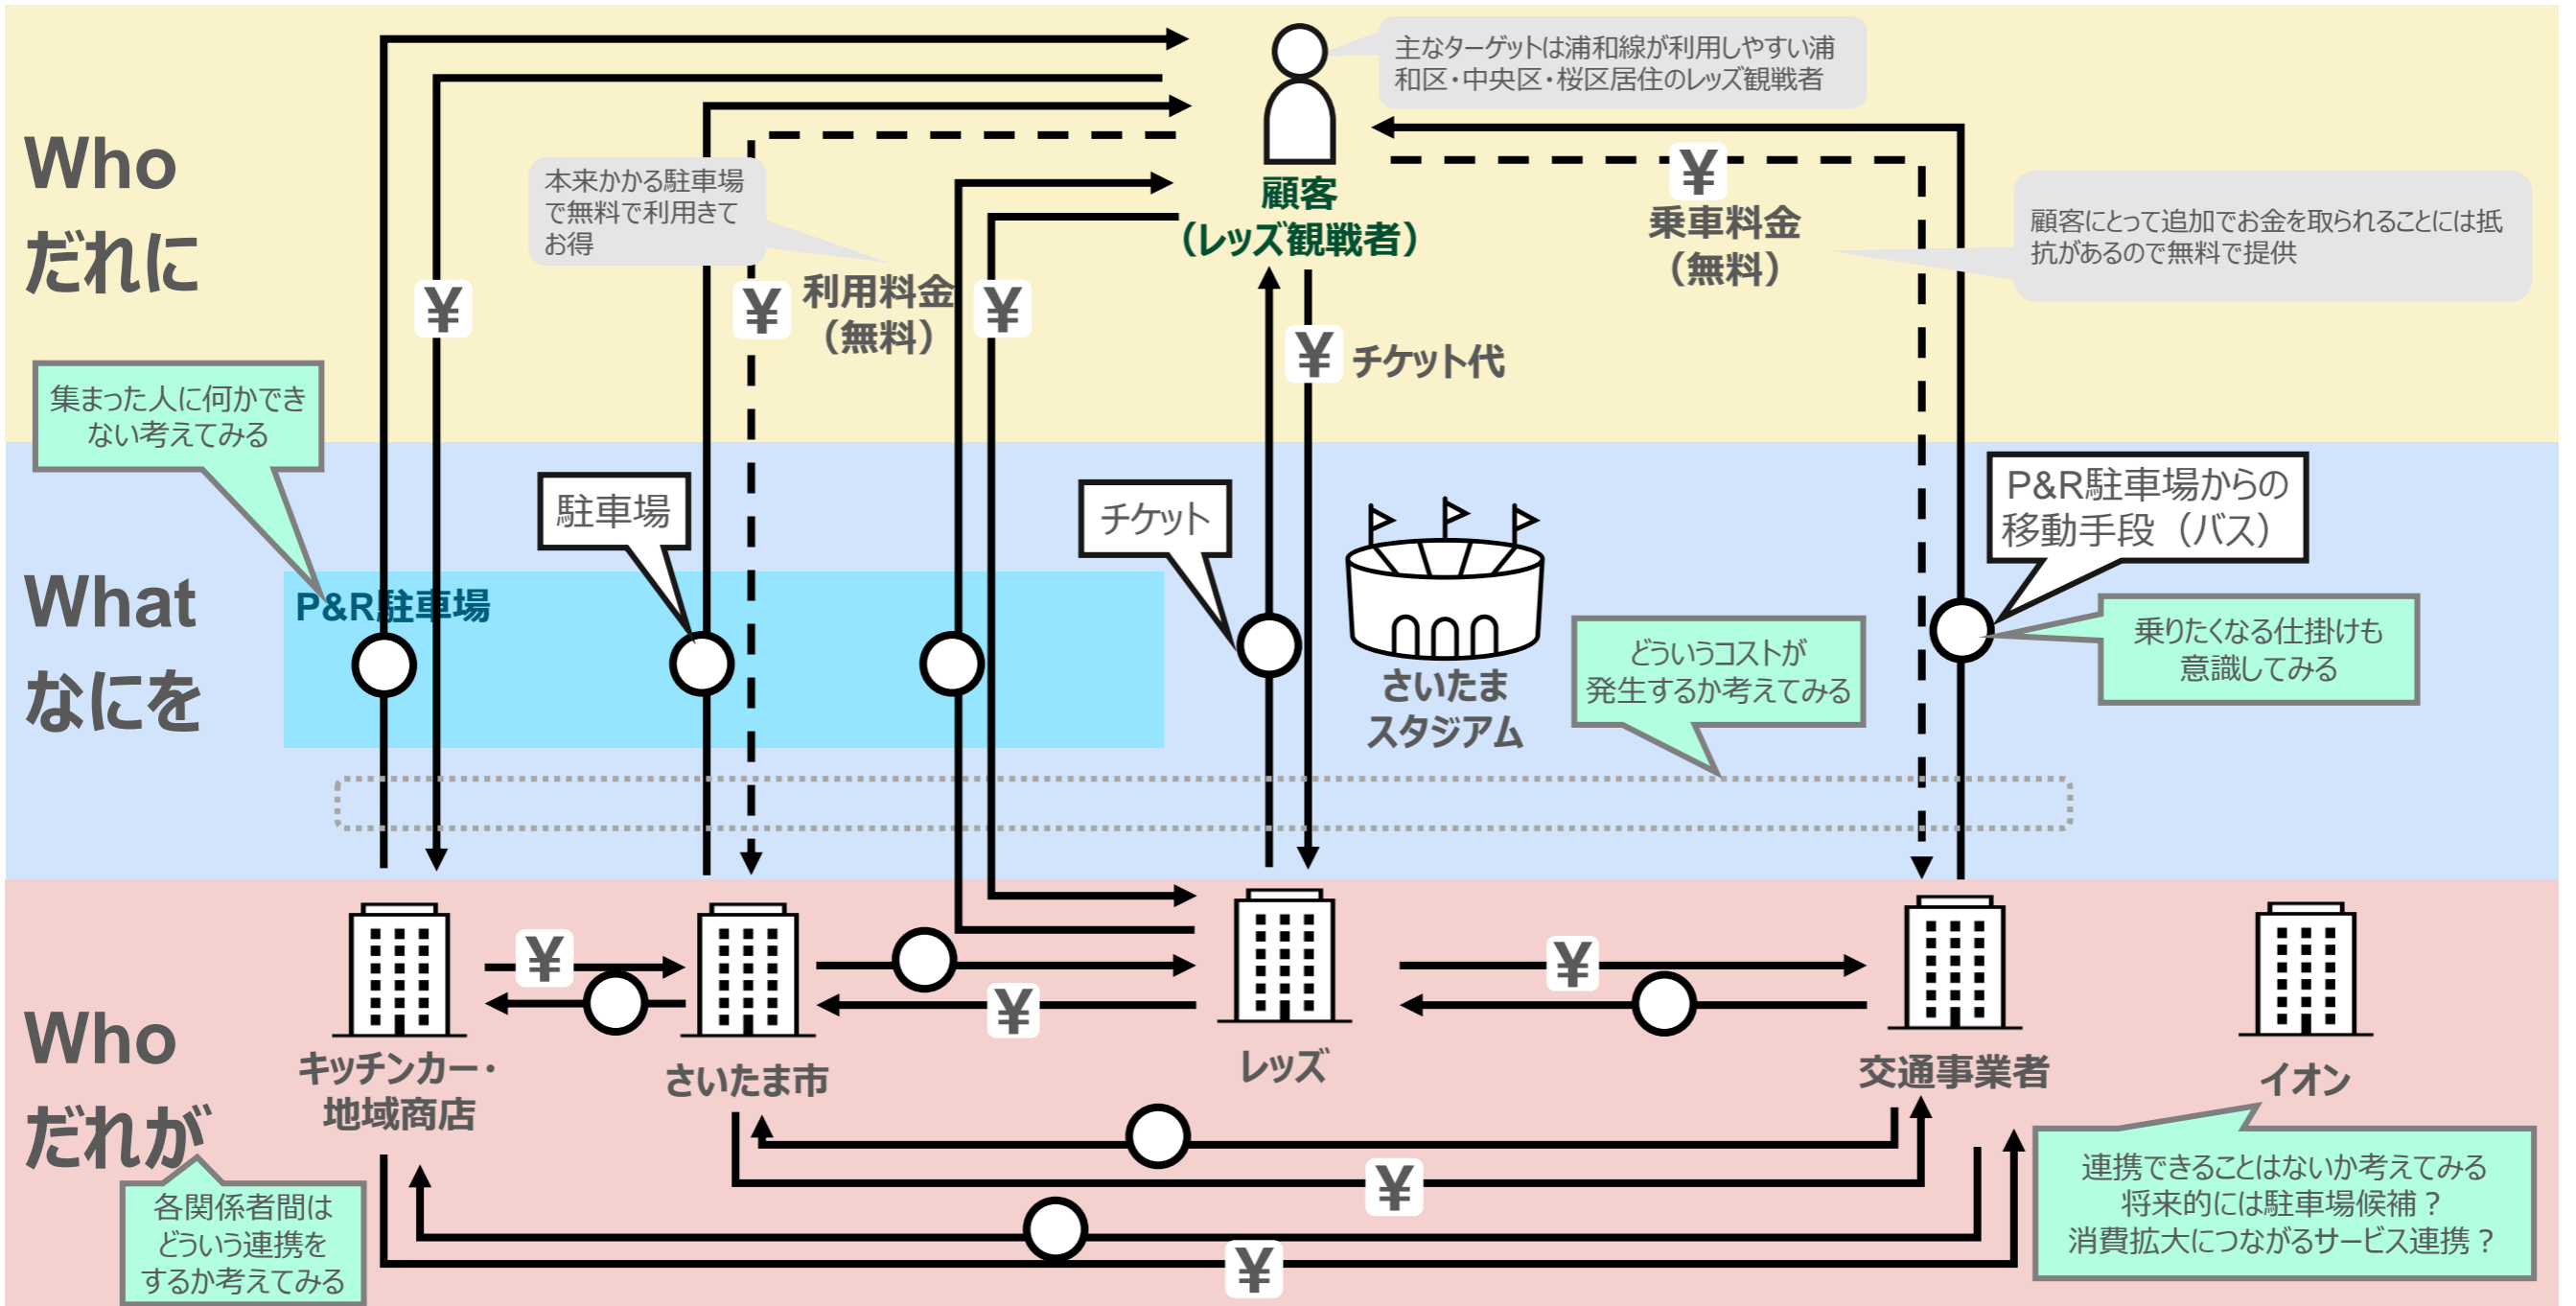 主なターゲットは浦和線が利用しやすい浦
和区・中央区・桜区居住のレッズ観戦者
Who
だれに
本来かかる駐車場
で無料で利用きて
お得
顧客
（レッズ観戦者）
¥
乗車料金
（無料）
顧客にとって追加でお金を取られることには抵
抗があるので無料で提供
¥
¥
利用料金
（無料）
¥
¥ チケット代
集まった人に何かでき
ない考えてみる
What
なにを
駐車場
チケット
P&R駐車場からの
移動手段（バス）
P&R駐車場
さいたま
スタジアム
どういうコストが
発生するか考えてみる
乗りたくなる仕掛けも
意識してみる
Who
だれが
¥
¥
¥
キッチンカー・
地域商店
さいたま市
レッズ
交通事業者
イオン
¥
¥
各関係者間は
どういう連携を
するか考えてみる
連携できることはないか考えてみる
将来的には駐車場候補？
消費拡大につながるサービス連携？